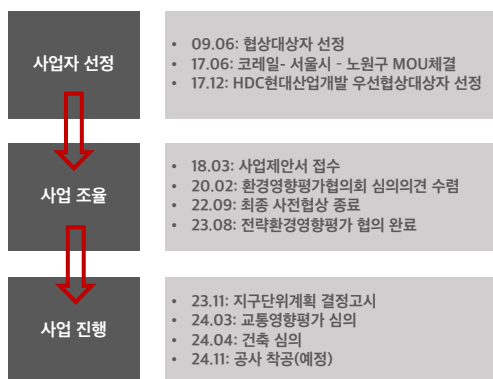 사업자 선정
• 09.06: 협상대상자 선정
• 17.06: 코레일- 서울시 - 노원구 MOU체결
• 17.12: HDC현대산업개발 우선협상대상자 선정
사업 조율
• 18.03: 사업제안서 접수
• 20.02: 환경영향평가협의회 심의의견 수렴
• 22.09: 최종 사전협상 종료
• 23.08: 전략환경영향평가 협의 완료
사업 진행
• 23.11: 지구단위계획 결정고시
• 24.03: 교통영향평가 심의
• 24.04: 건축 심의
• 24.11: 공사 착공(예정)